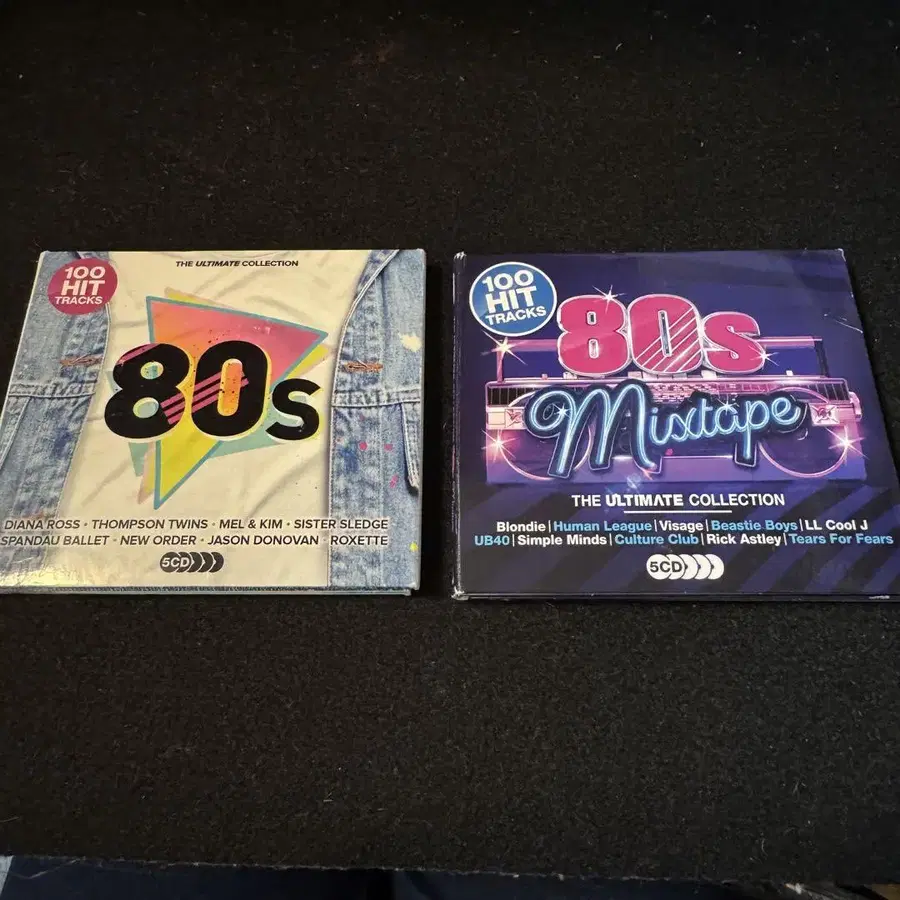 100
HIT
TRACKS
THE ULTIMATE COLLECTION
80s
DIANA ROSS • THOMPSON TWINS • MEL & KIM • SISTER SLEDGE
SPANDAU BALLET • NEW ORDER • JASON DONOVAN • ROXETTE
5CD
100
HIT
TRACKS
80s
Mixtape
THE ULTIMATE COLLECTION
Blondie|Human League|Visage|Beastie Boys|LL Cool J
UB40|Simple Minds|Culture Club|Rick Astley|Tears For Fears
5CD